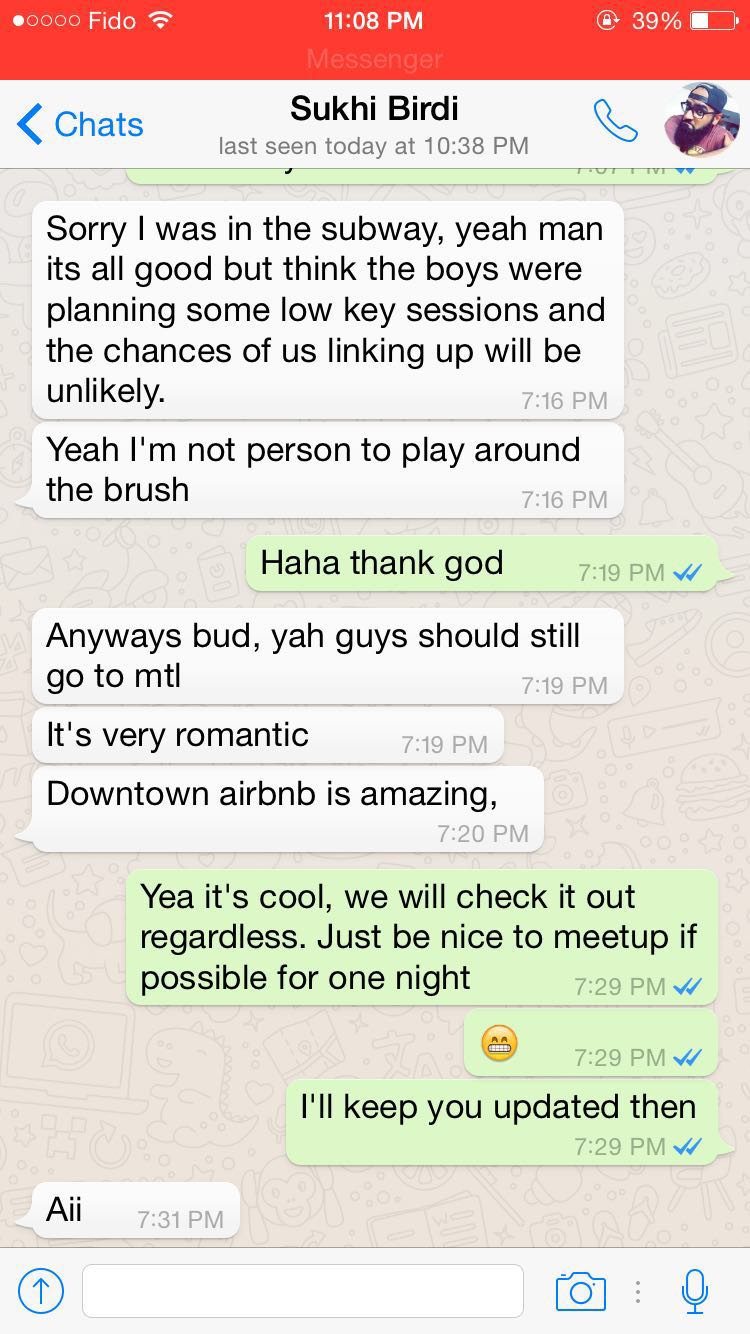 Fido 11:08 PM 39%
Messenger
Chats Sukhi Birdi
last seen today at 10:38 PM
Sorry I was in the subway, yeah man
its all good but think the boys were
planning some low key sessions and
the chances of us linking up will be
unlikely. 7:16 PM
Yeah I'm not person to play around
the brush 7:16 PM
Haha thank god 7:19 PM
Anyways bud, yah guys should still
go to mtl 7:19 PM
It's very romantic 7:19 PM
Downtown airbnb is amazing,
7:20 PM
Yea it's cool, we will check it out
regardless. Just be nice to meetup if
possible for one night 7:29 PM
😁 7:29 PM
I'll keep you updated then
7:29 PM
Aii 7:31 PM